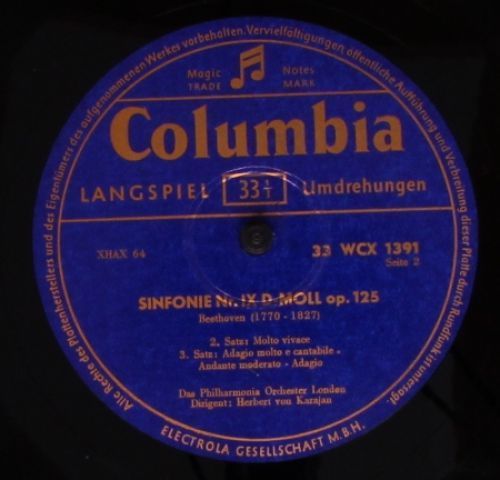 Alle Rechte des Plattenherstellers und des Eigentümers des aufgenommenen Werkes vorbehalten. Vervielfältigungen, öffentliche Aufführung und Verbreitung dieser Platte durch Rundfunk ist untersagt.
Magic Notes
TRADE MARK
Columbia
LANGSPIEL 33 1/1 Umdrehungen
XHAX 64
33 WCX 1391
Seite 2
SINFONIE Nr. IX D-MOLL op. 125
Beethoven (1770 - 1827)
2. Satz: Molto vivace
3. Satz: Adagio molto e cantabile -
Andante moderato - Adagio
Das Philharmonia Orchester London
Dirigent: Herbert von Karajan
ELECTROLA GESELLSCHAFT M.B.H.